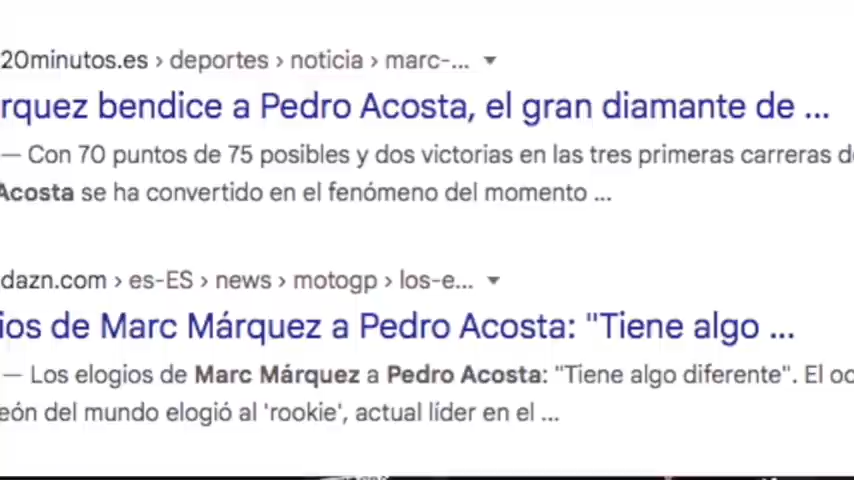 20minutos.es › deportes › noticia › marc-...
rquez bendice a Pedro Acosta, el gran diamante de ...
— Con 70 puntos de 75 posibles y dos victorias en las tres primeras carreras d
Acosta se ha convertido en el fenómeno del momento ...
dazn.com › es-ES › news › motogp › los-e...
ios de Marc Márquez a Pedro Acosta: "Tiene algo ...
— Los elogios de Marc Márquez a Pedro Acosta: "Tiene algo diferente". El oc
eón del mundo elogió al 'rookie', actual líder en el ...